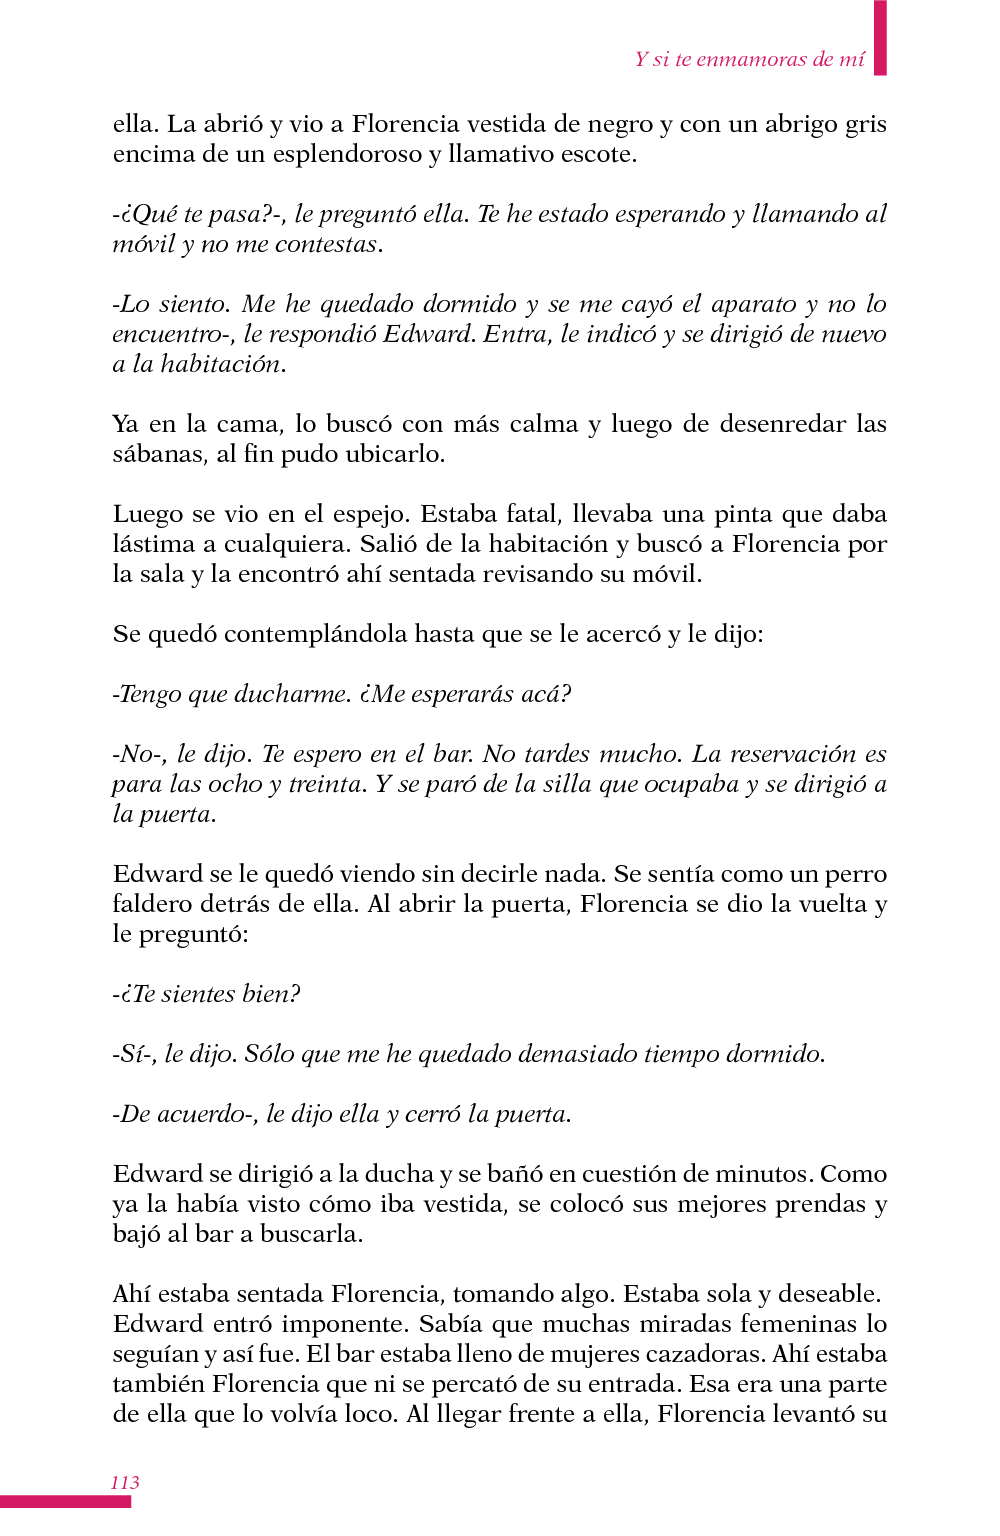 Y si te enmamoras de mí
ella. La abrió y vio a Florencia vestida de negro y con un abrigo gris
encima de un esplendoroso y llamativo escote.
-¿Qué te pasa?-, le preguntó ella. Te he estado esperando y llamando al
móvil y no me contestas.
-Lo siento. Me he quedado dormido y se me cayó el aparato y no lo
encuentro-, le respondió Edward. Entra, le indicó y se dirigió de nuevo
a la habitación.
Ya en la cama, lo buscó con más calma y luego de desenredar las
sábanas, al fin pudo ubicarlo.
Luego se vio en el espejo. Estaba fatal, llevaba una pinta que daba
lástima a cualquiera. Salió de la habitación y buscó a Florencia por
la sala y la encontró ahí sentada revisando su móvil.
Se quedó contemplándola hasta que se le acercó y le dijo:
-Tengo que ducharme. ¿Me esperarás acá?
-No-, le dijo. Te espero en el bar. No tardes mucho. La reservación es
para las ocho y treinta. Y se paró de la silla que ocupaba y se dirigió a
la puerta.
Edward se le quedó viendo sin decirle nada. Se sentía como un perro
faldero detrás de ella. Al abrir la puerta, Florencia se dio la vuelta y
le preguntó:
-¿Te sientes bien?
-Sí-, le dijo. Sólo que me he quedado demasiado tiempo dormido.
-De acuerdo-, le dijo ella y cerró la puerta.
Edward se dirigió a la ducha y se bañó en cuestión de minutos. Como
ya la había visto cómo iba vestida, se colocó sus mejores prendas y
bajó al bar a buscarla.
Ahí estaba sentada Florencia, tomando algo. Estaba sola y deseable.
Edward entró imponente. Sabía que muchas miradas femeninas lo
seguían y así fue. El bar estaba lleno de mujeres cazadoras. Ahí estaba
también Florencia que ni se percató de su entrada. Esa era una parte
de ella que lo volvía loco. Al llegar frente a ella, Florencia levantó su
113